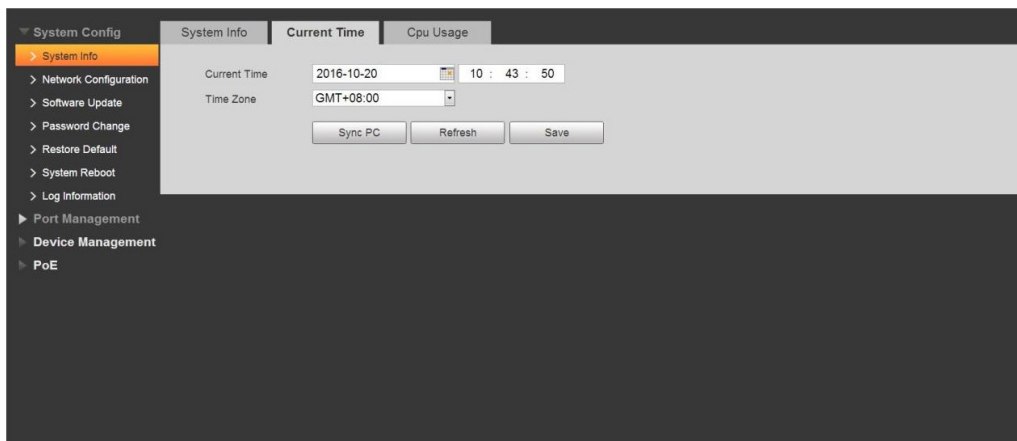 System Config
System Info
Network Configuration
Software Update
Password Change
Restore Default
System Reboot
Log Information
Port Management
Device Management
PoE
System Info
Current Time
Cpu Usage
Current Time 2016-10-20 10 : 43 : 50
Time Zone GMT+08:00
Sync PC Refresh Save